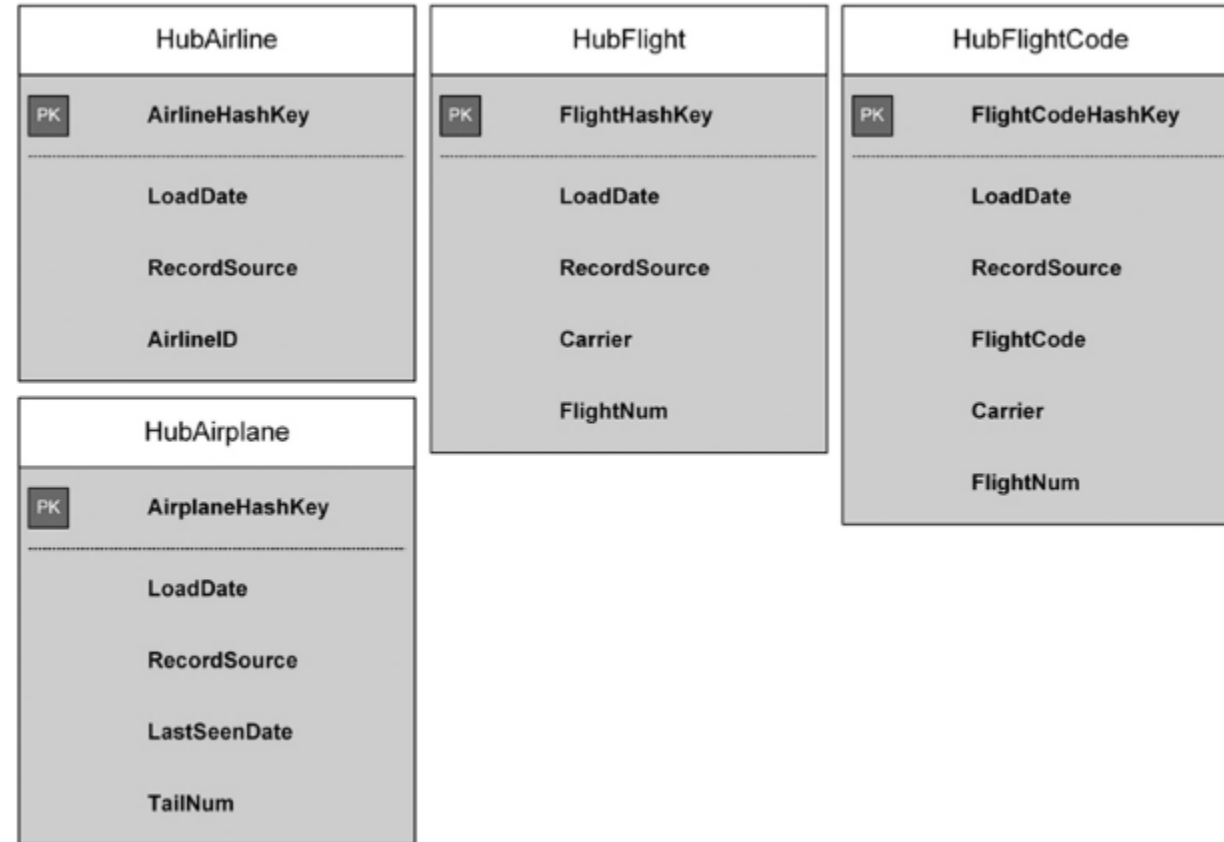 HubAirline
PK AirlineHashKey
LoadDate
RecordSource
AirlineID
HubFlight
PK FlightHashKey
LoadDate
RecordSource
Carrier
FlightNum
HubFlightCode
PK FlightCodeHashKey
LoadDate
RecordSource
FlightCode
Carrier
FlightNum
HubAirplane
PK AirplaneHashKey
LoadDate
RecordSource
LastSeenDate
TailNum